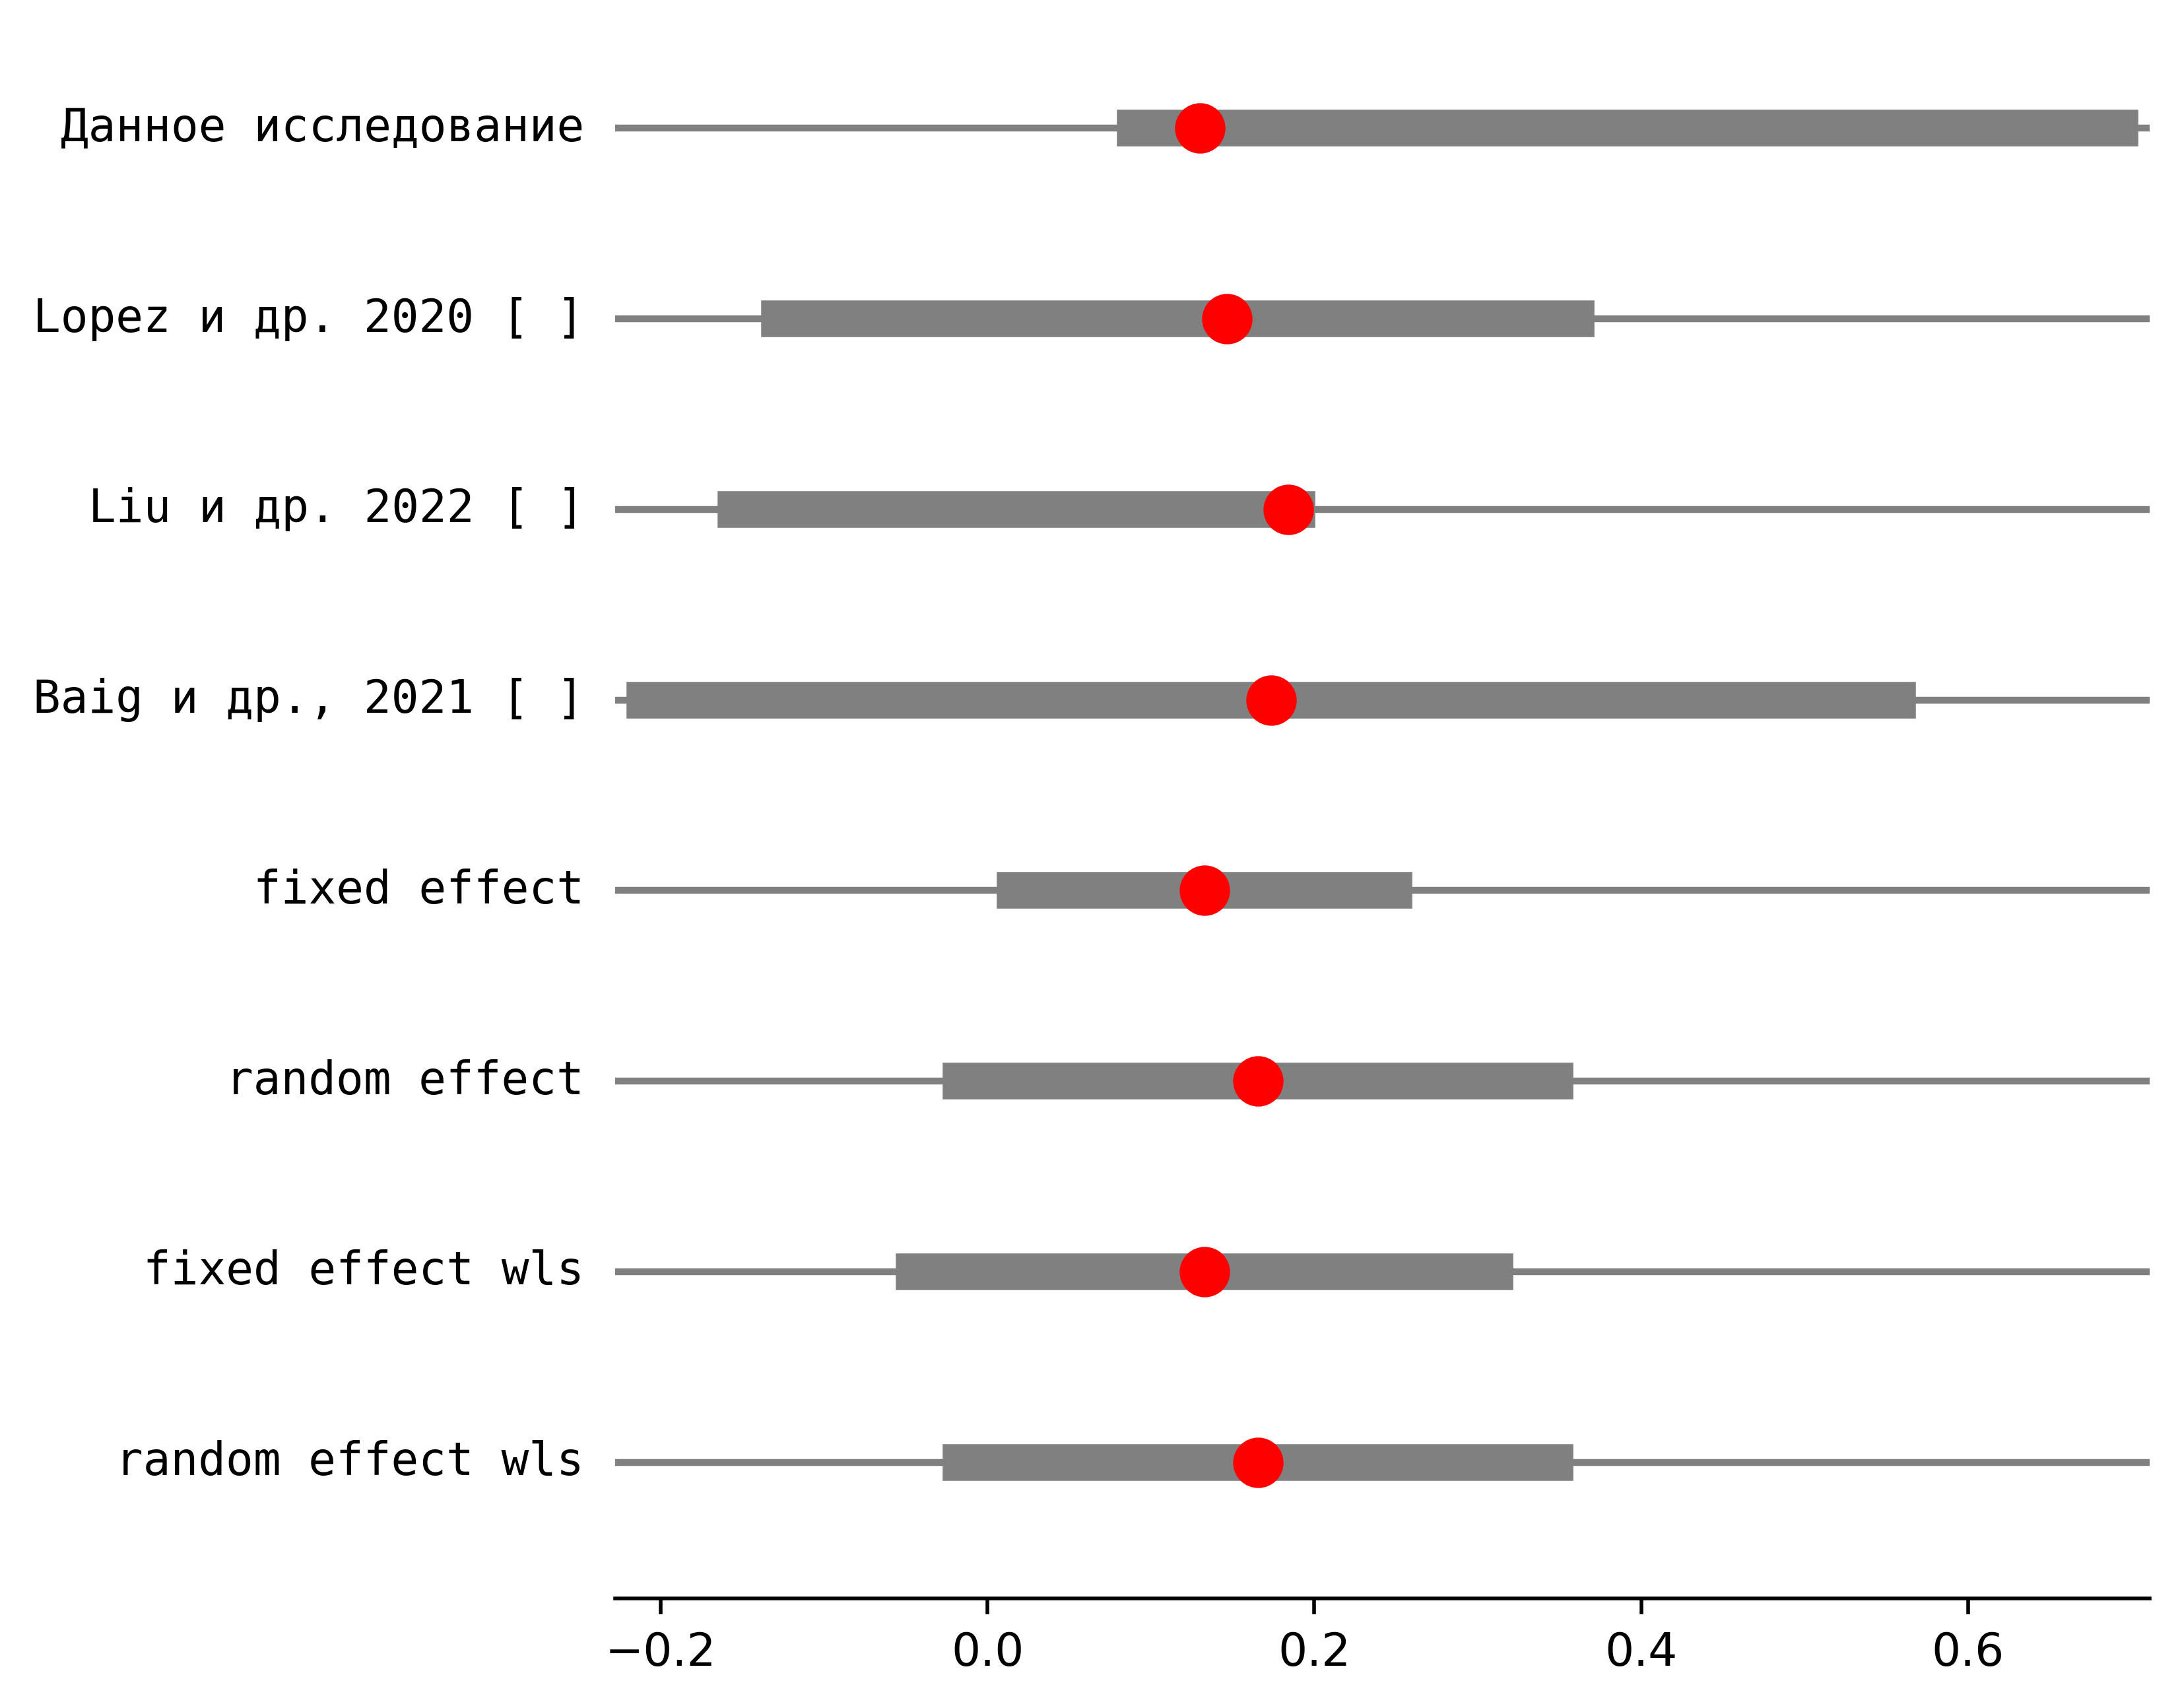 Данное исследование
Lopez и др. 2020 [ ]
Liu и др. 2022 [ ]
Baig и др., 2021 [ ]
fixed effect
random effect
fixed effect wls
random effect wls
−0.2 0.0 0.2 0.4 0.6